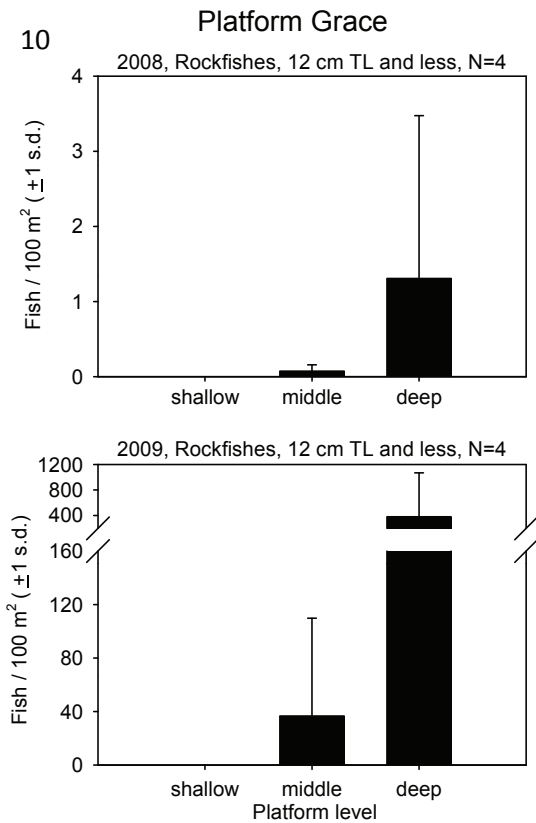 Platform Grace
10
2008, Rockfishes, 12 cm TL and less, N=4
Fish / 100 m² ( ±1 s.d.)
4
3
2
1
0
shallow middle deep
2009, Rockfishes, 12 cm TL and less, N=4
Fish / 100 m² ( ±1 s.d.)
1200
800
400
160
120
80
40
0
shallow middle deep
Platform level